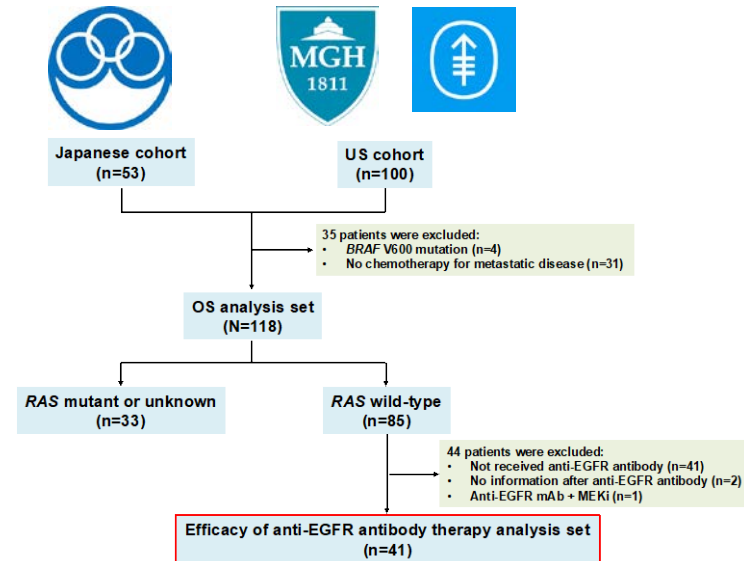 MGH
1811
Japanese cohort
(n=53)
US cohort
(n=100)
35 patients were excluded:
• BRAF V600 mutation (n=4)
• No chemotherapy for metastatic disease (n=31)
OS analysis set
(N=118)
RAS mutant or unknown
(n=33)
RAS wild-type
(n=85)
44 patients were excluded:
• Not received anti-EGFR antibody (n=41)
• No information after anti-EGFR antibody (n=2)
• Anti-EGFR mAb + MEKi (n=1)
Efficacy of anti-EGFR antibody therapy analysis set
(n=41)